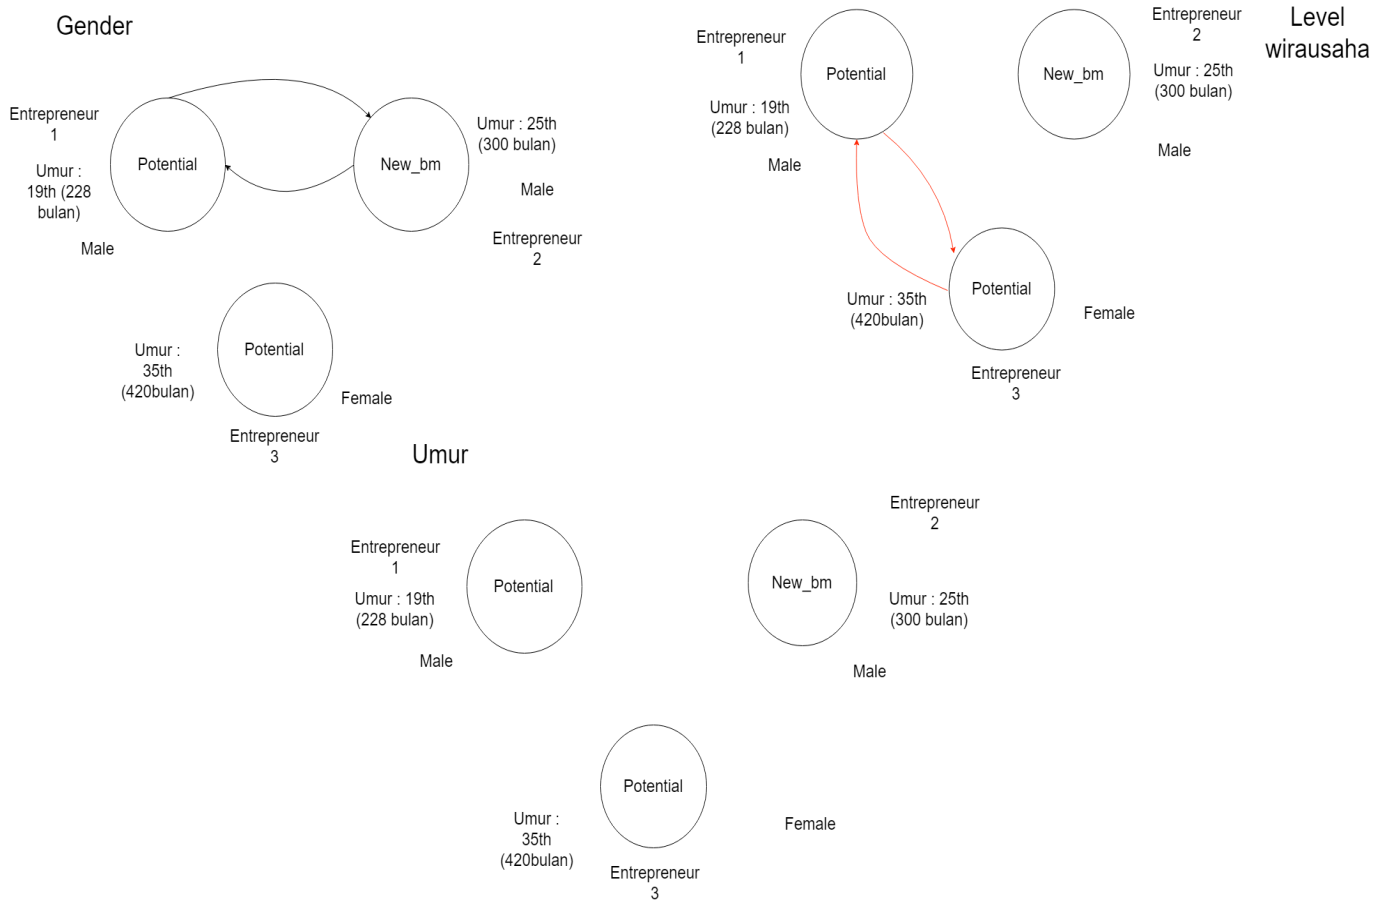 Gender
Entrepreneur
1
Umur :
19th (228
bulan)
Male
Potential
New_bm
Umur : 25th
(300 bulan)
Male
Entrepreneur
2
Umur :
35th
(420bulan)
Potential
Female
Entrepreneur
3
Level
wirausaha
Entrepreneur
1
Umur : 19th
(228 bulan)
Male
Potential
New_bm
Entrepreneur
2
Umur : 25th
(300 bulan)
Male
Umur : 35th
(420bulan)
Potential
Female
Entrepreneur
3
Umur
Entrepreneur
1
Umur : 19th
(228 bulan)
Male
Potential
New_bm
Entrepreneur
2
Umur : 25th
(300 bulan)
Male
Potential
Umur :
35th
(420bulan)
Female
Entrepreneur
3